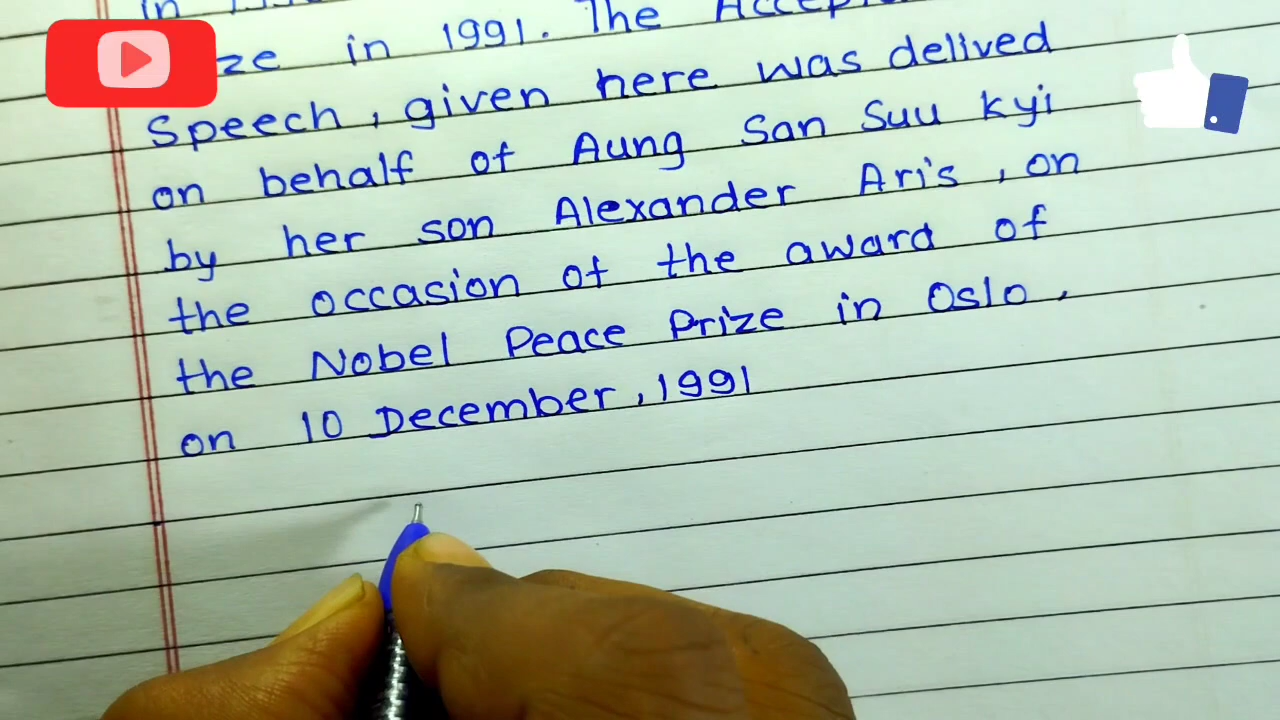 in
ze in 1991. The Accep
Speech, given here was delived
on behalf of Aung San Suu Kyi
by her son Alexander Aris, on
the occasion of the award of
the Nobel Peace Prize in Oslo,
on 10 December, 1991